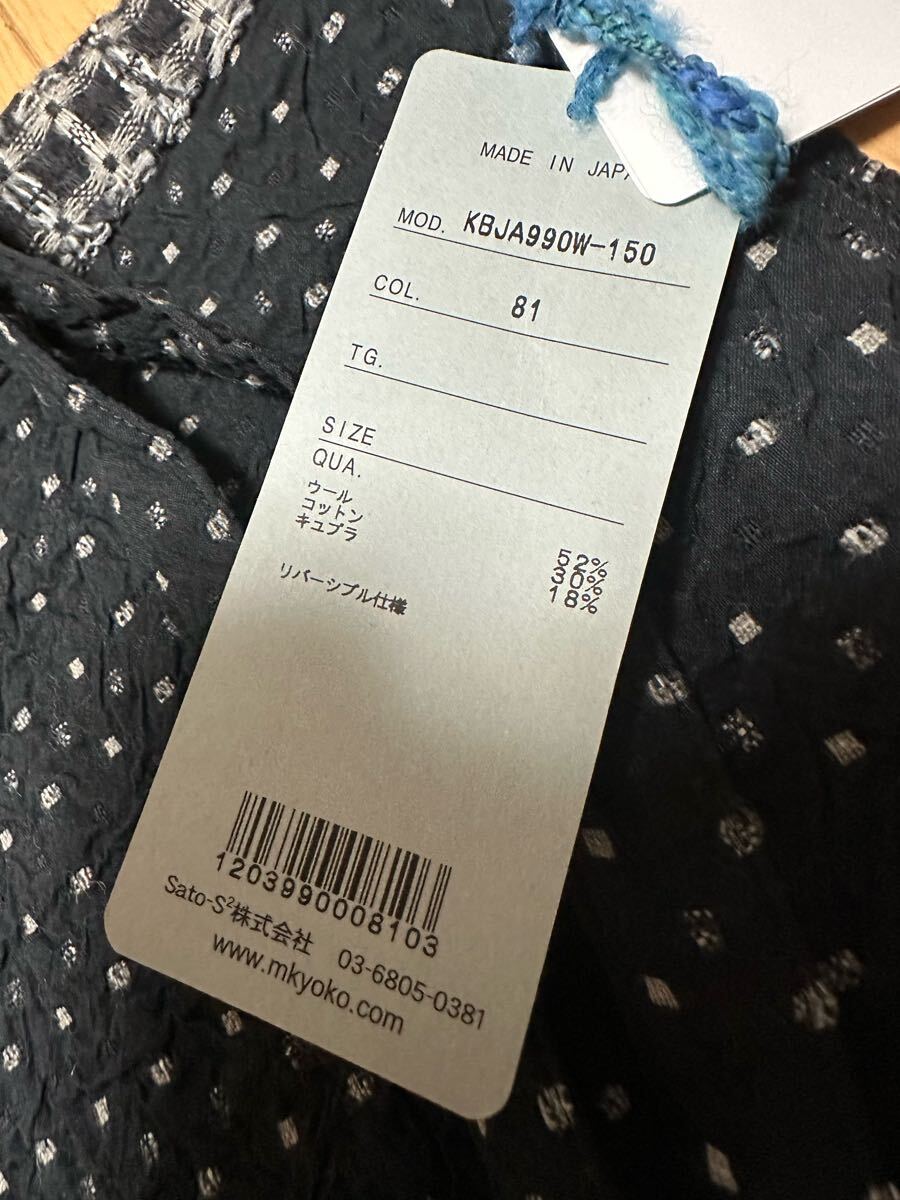 MADE IN JAPA
MOD. KBJA990W-150
COL. 81
TG.
SIZE
QUA.
ウール 52%
コットン 30%
キュプラ 18%
リバーシブル仕様
1203990008103
Sato-S²株式会社 03-6805-0381
www.mkyoko.com